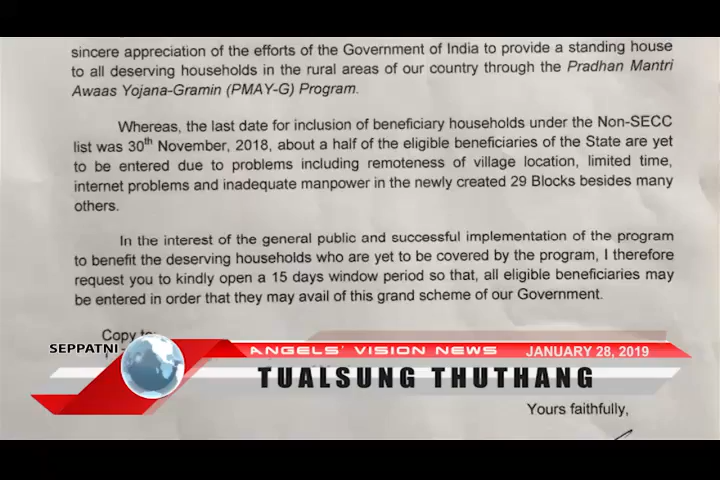 sincere appreciation of the efforts of the Government of India to provide a standing house
to all deserving households in the rural areas of our country through the Pradhan Mantri
Awaas Yojana-Gramin (PMAY-G) Program.
Whereas, the last date for inclusion of beneficiary households under the Non-SECC
list was 30th November, 2018, about a half of the eligible beneficiaries of the State are yet
to be entered due to problems including remoteness of village location, limited time,
internet problems and inadequate manpower in the newly created 29 Blocks besides many
others.
In the interest of the general public and successful implementation of the program
to benefit the deserving households who are yet to be covered by the program, I therefore
request you to kindly open a 15 days window period so that, all eligible beneficiaries may
be entered in order that they may avail of this grand scheme of our Government.
Copy to:
SEPPATNI - ANGELS' VISION NEWS JANUARY 28, 2019
TUALSUNG THUTHANG
Yours faithfully,